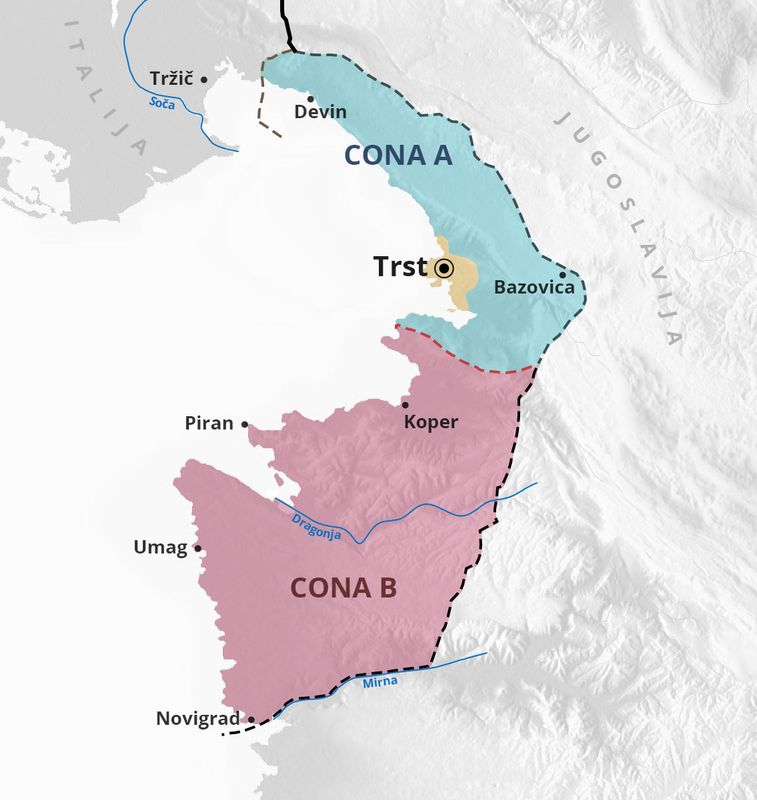 ITALIJA
Tržič
Soča
Devin
CONA A
JUGOSLAVIJA
Trst
Bazovica
Piran
Koper
Dragonja
Umag
CONA B
Mirna
Novigrad